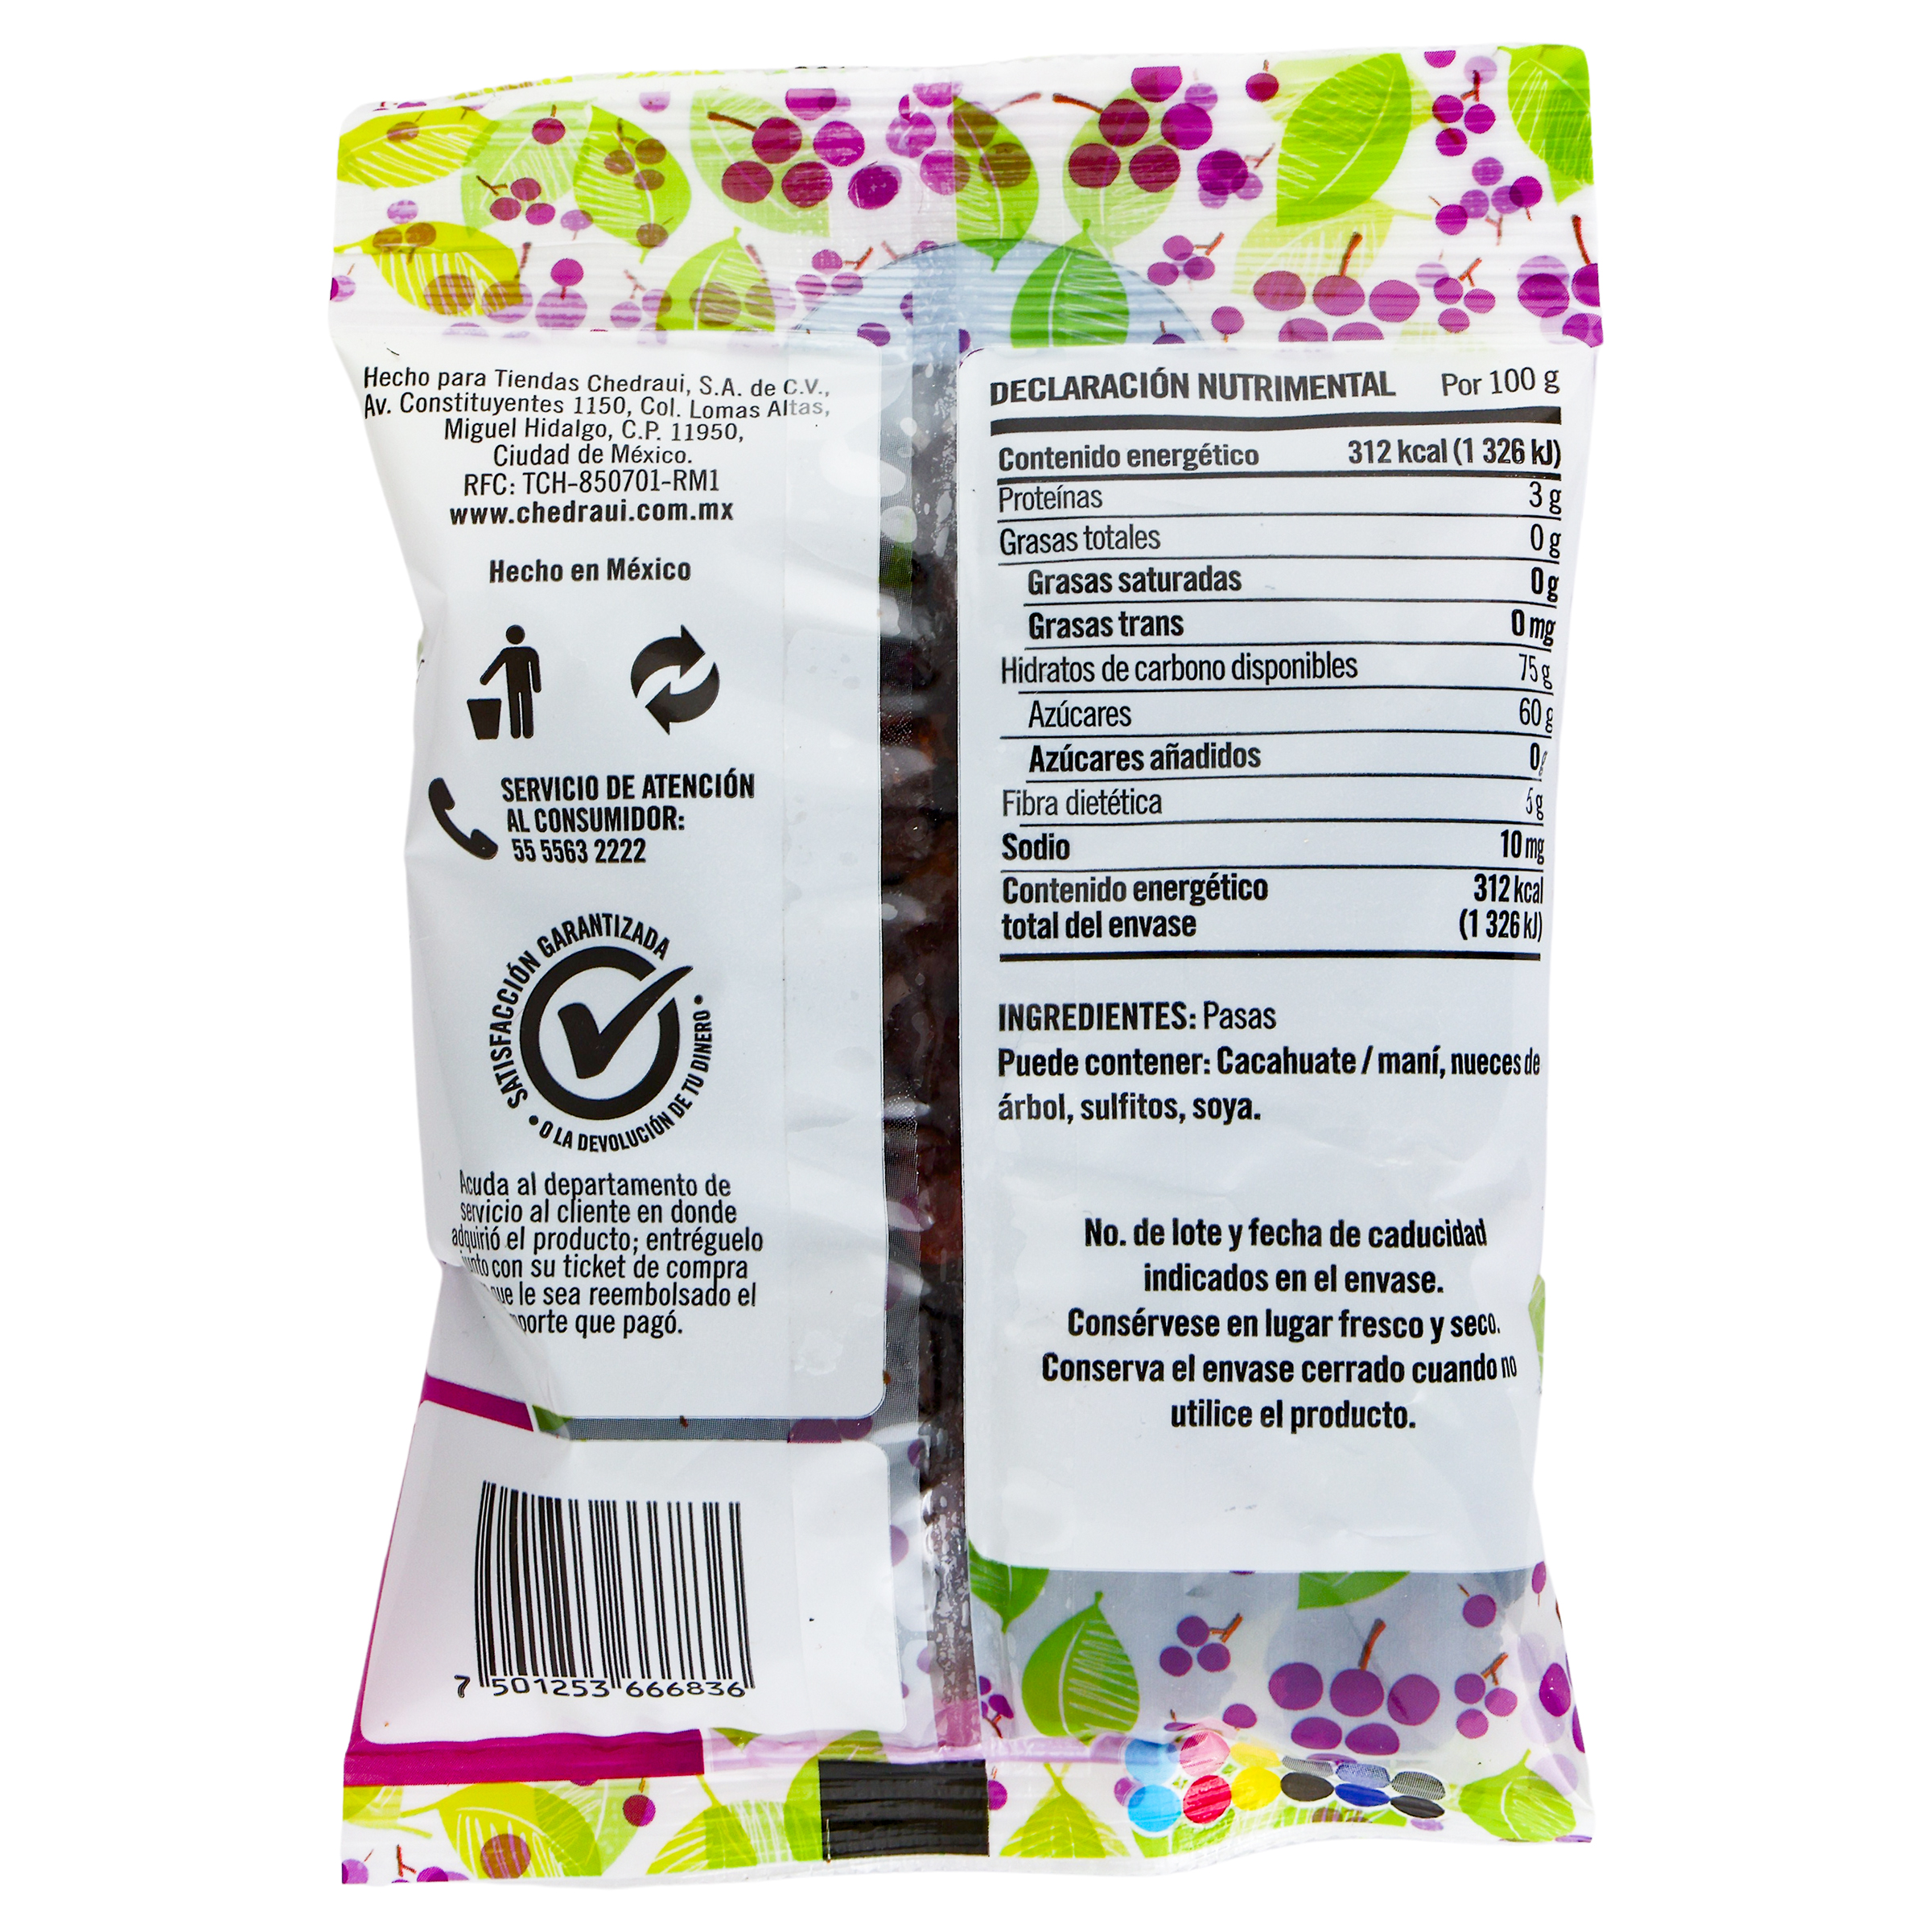 Hecho para Tiendas Chedraui, S.A. de C.V.,
Av. Constituyentes 1150, Col. Lomas Altas,
Miguel Hidalgo, C.P. 11950,
Ciudad de México.
RFC: TCH-850701-RM1
www.chedraui.com.mx
Hecho en México
SERVICIO DE ATENCIÓN
AL CONSUMIDOR:
55 5563 2222
SATISFACCIÓN GARANTIZADA
• O LA DEVOLUCIÓN DE TU DINERO •
Acuda al departamento de
servicio al cliente en donde
adquirió el producto; entréguelo
con su ticket de compra
le sea reembolsado el
que pagó.
7 501253 666836
DECLARACIÓN NUTRIMENTAL Por 100 g
Contenido energético 312 kcal (1 326 kJ)
Proteínas 3 g
Grasas totales 0 g
Grasas saturadas 0 g
Grasas trans 0 mg
Hidratos de carbono disponibles 75 g
Azúcares 60 g
Azúcares añadidos 0
Fibra dietética 5 g
Sodio 10 mg
Contenido energético 312 kcal
total del envase (1 326 kJ)
INGREDIENTES: Pasas
Puede contener: Cacahuate / maní, nueces de
árbol, sulfitos, soya.
No. de lote y fecha de caducidad
indicados en el envase.
Consérvese en lugar fresco y seco.
Conserva el envase cerrado cuando no
utilice el producto.